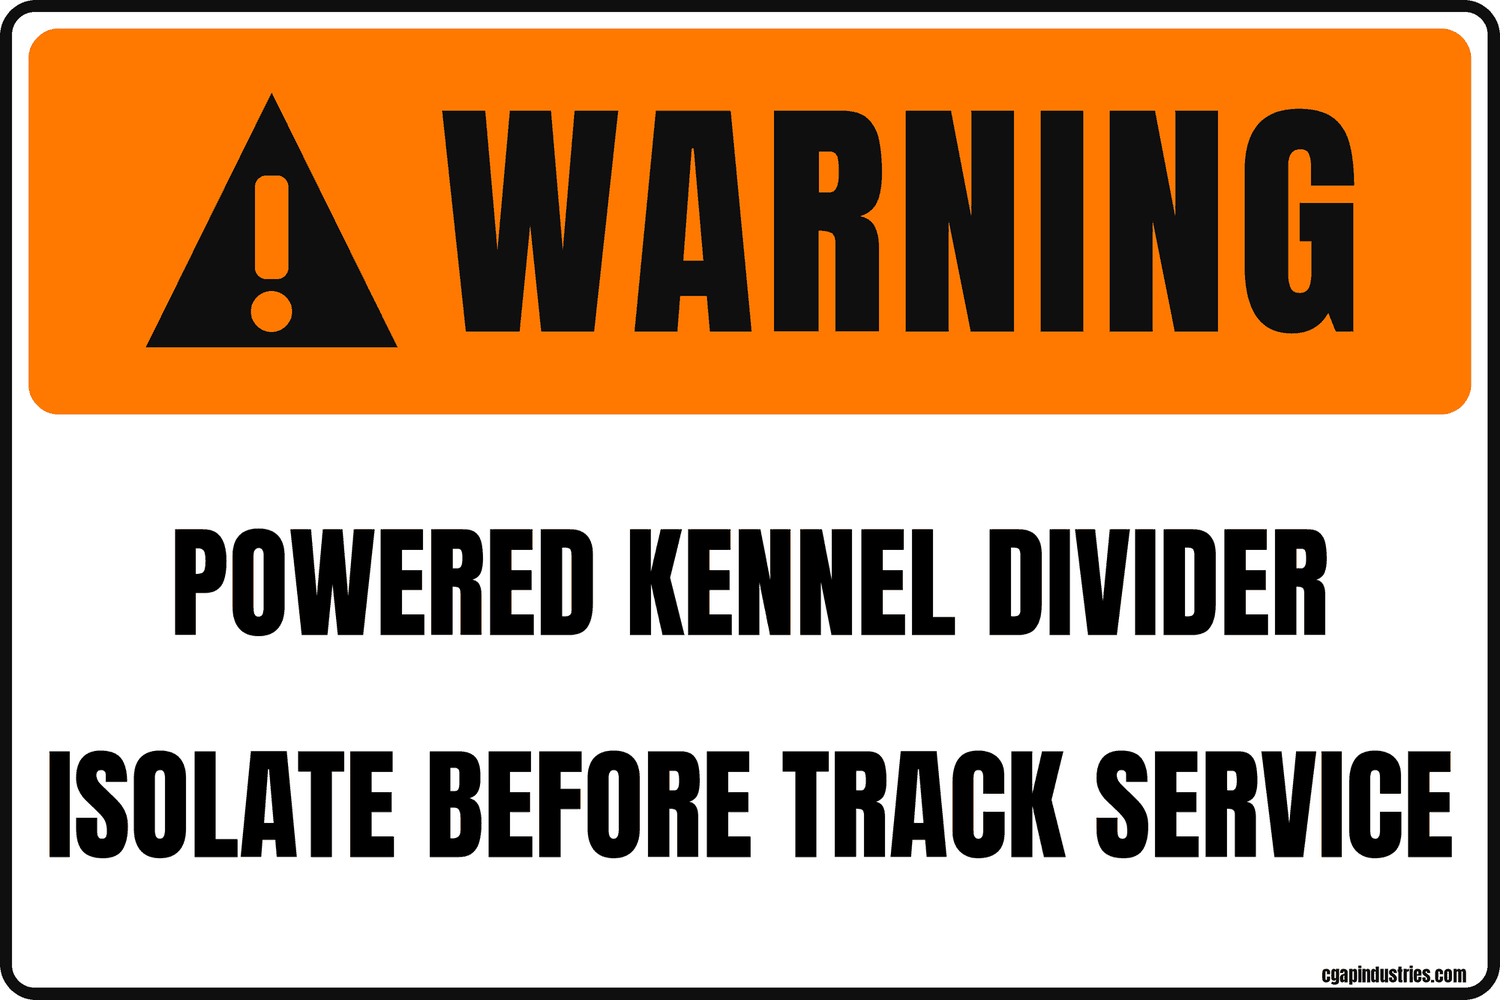 WARNING
POWERED KENNEL DIVIDER
ISOLATE BEFORE TRACK SERVICE
cgapindustries.com